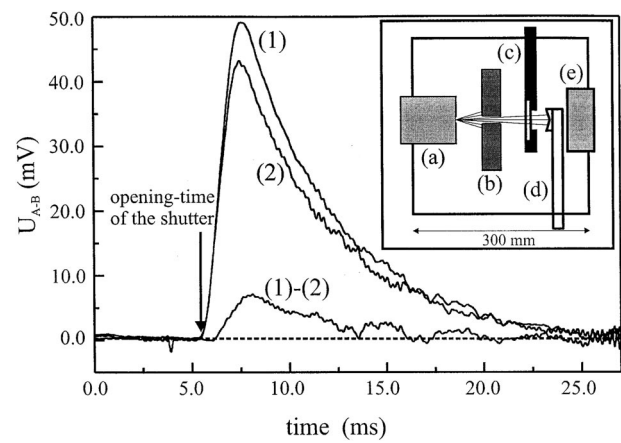 50.0
40.0
30.0
20.0
10.0
0.0
U_A-B (mV)
(1)
(2)
(1)-(2)
opening-time
of the shutter
(c)
(e)
(a)
(b)
(d)
300 mm
0.0 5.0 10.0 15.0 20.0 25.0
time (ms)